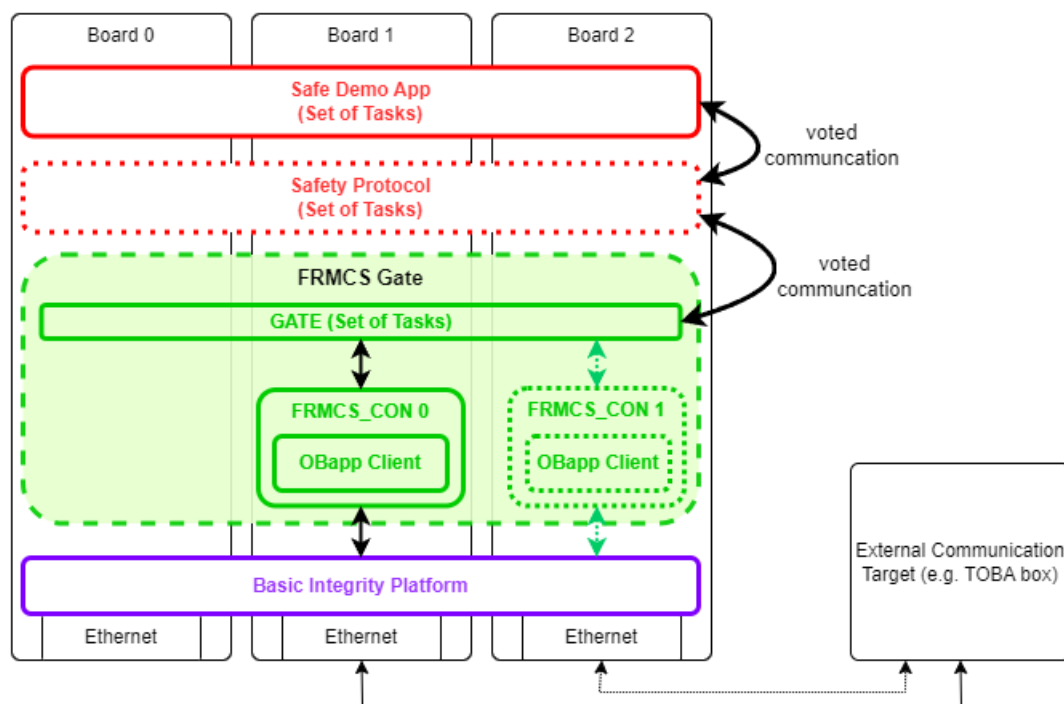 Board 0
Board 1
Board 2
Safe Demo App
(Set of Tasks)
voted
communcation
Safety Protocol
(Set of Tasks)
FRMCS Gate
voted
communcation
GATE (Set of Tasks)
FRMCS_CON 0
FRMCS_CON 1
OBapp Client
OBapp Client
External Communication
Target (e.g. TOBA box)
Basic Integrity Platform
Ethernet
Ethernet
Ethernet